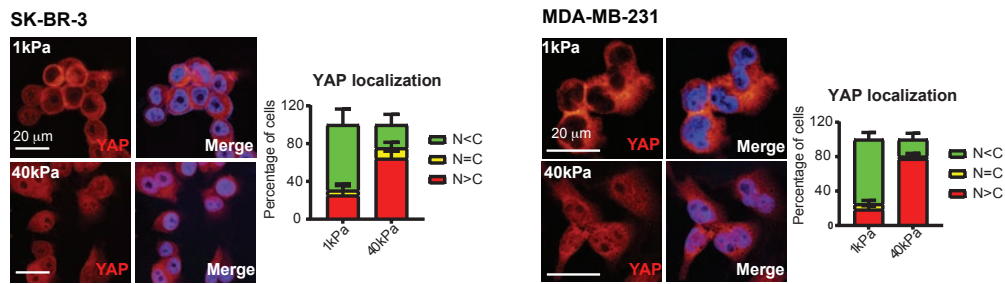 SK-BR-3
1kPa
20 μm
YAP
Merge
40kPa
YAP
Merge
YAP localization
Percentage of cells
120
80
40
0
1kPa
40kPa
N<C
N=C
N>C
MDA-MB-231
1kPa
20 μm
YAP
Merge
40kPa
YAP
Merge
YAP localization
Percentage of cells
120
80
40
0
1kPa
40kPa
N<C
N=C
N>C